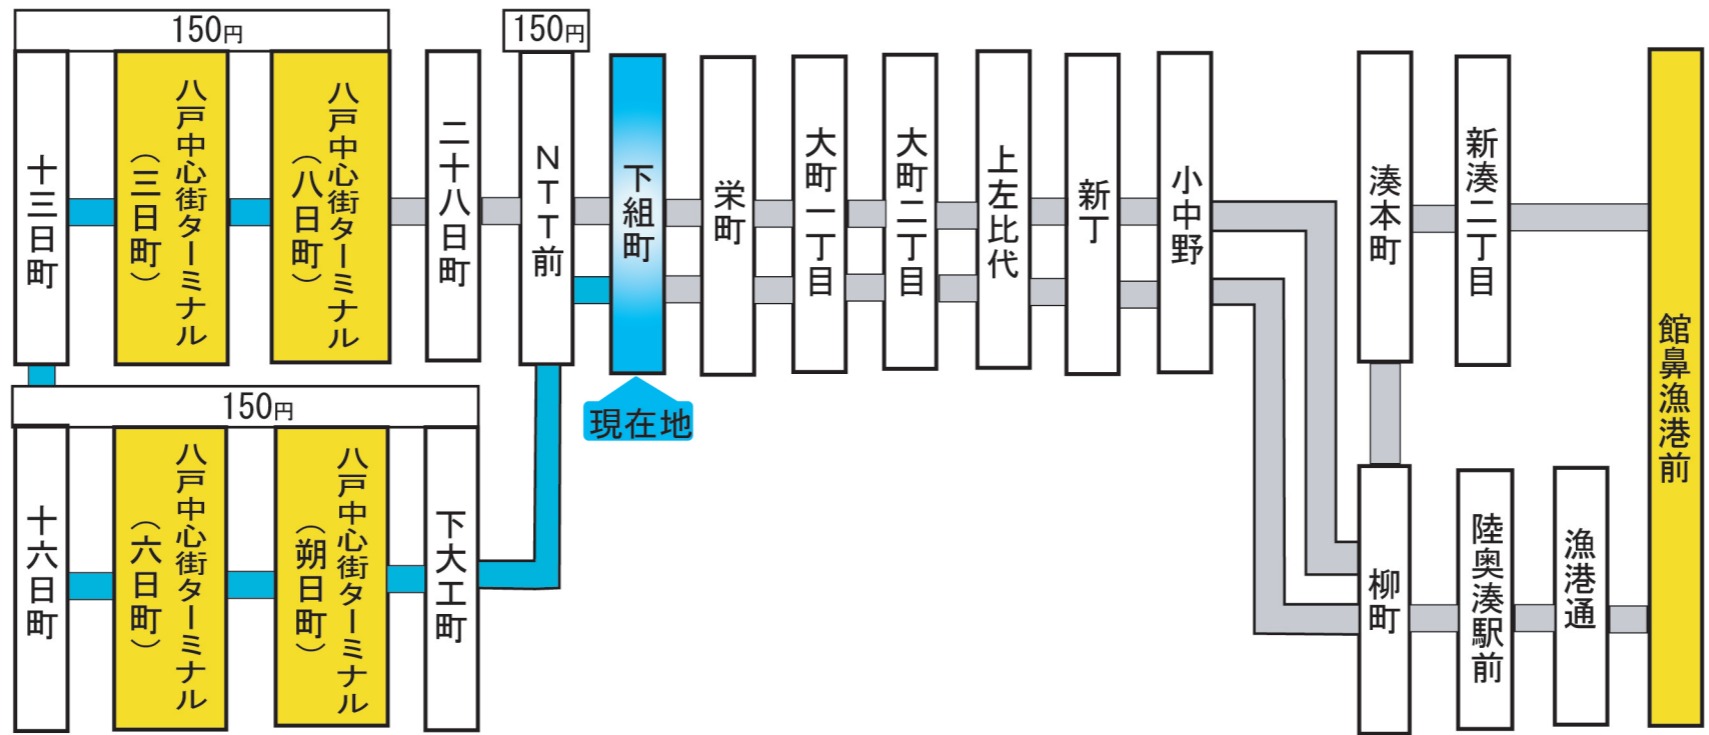 150円
十三日町
八戸中心街ターミナル
（三日町）
八戸中心街ターミナル
（八日町）
二十八日町
150円
NTT前
下組町
現在地
栄町
大町一丁目
大町二丁目
上左比代
新丁
小中野
湊本町
新湊二丁目
館鼻漁港前
150円
十六日町
八戸中心街ターミナル
（六日町）
八戸中心街ターミナル
（朔日町）
下大工町
柳町
陸奥湊駅前
漁港通